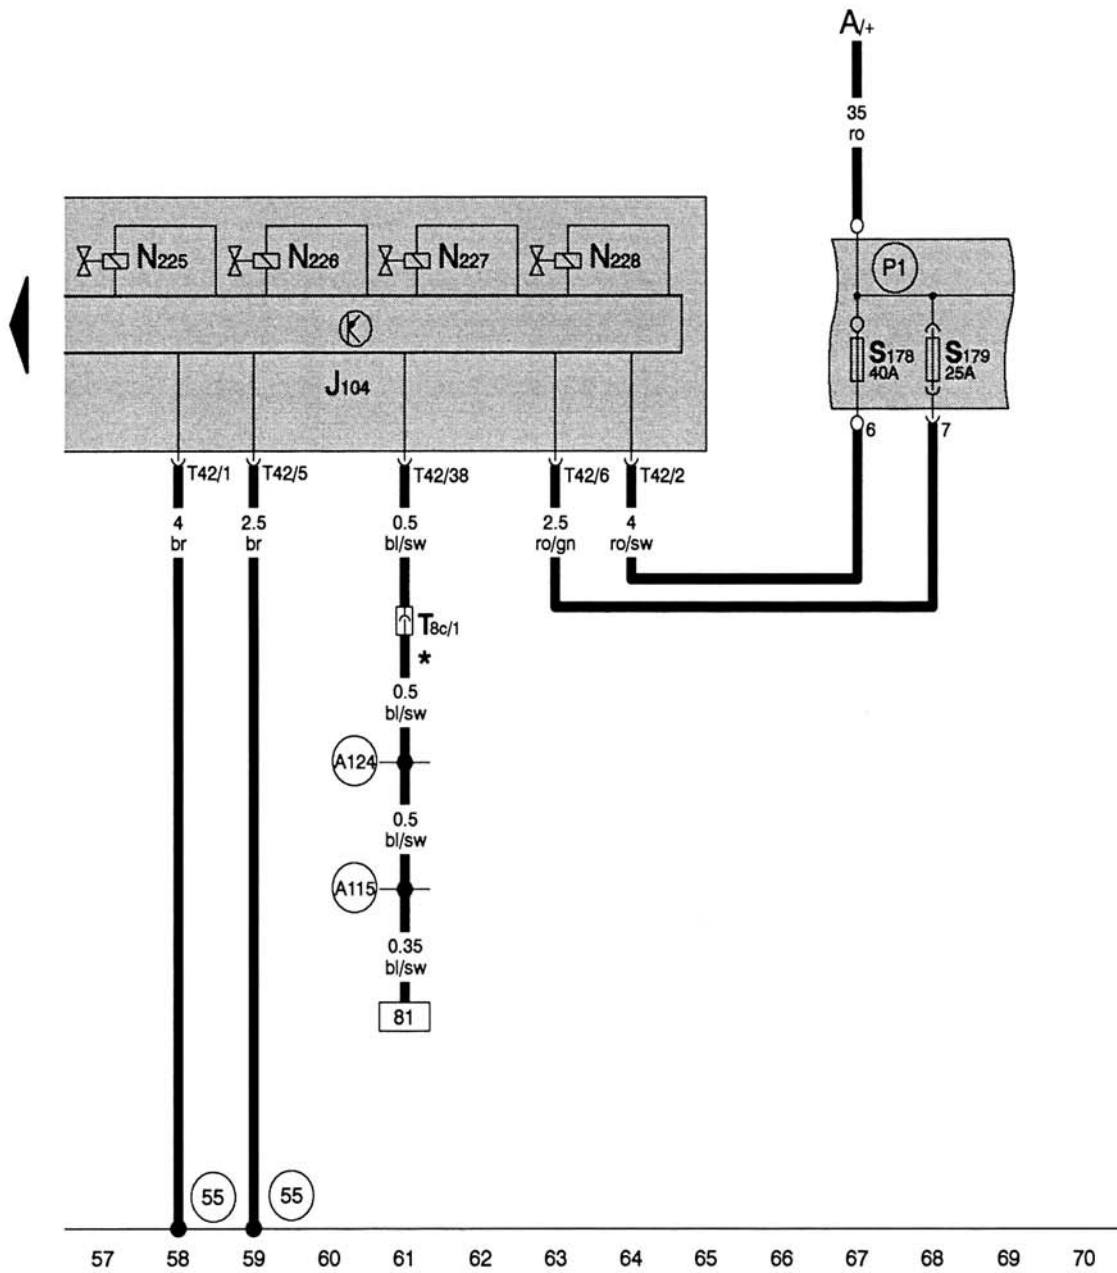 A/+
35
ro
N225 N226 N227 N228
P1
S178 S179
40A 25A
J104
6 7
T42/1 T42/5 T42/38 T42/6 T42/2
4 2.5 0.5 2.5 4
br br bl/sw ro/gn ro/sw
T8c/1
*
0.5
bl/sw
A124
0.5
bl/sw
A115
0.35
bl/sw
81
55 55
57 58 59 60 61 62 63 64 65 66 67 68 69 70